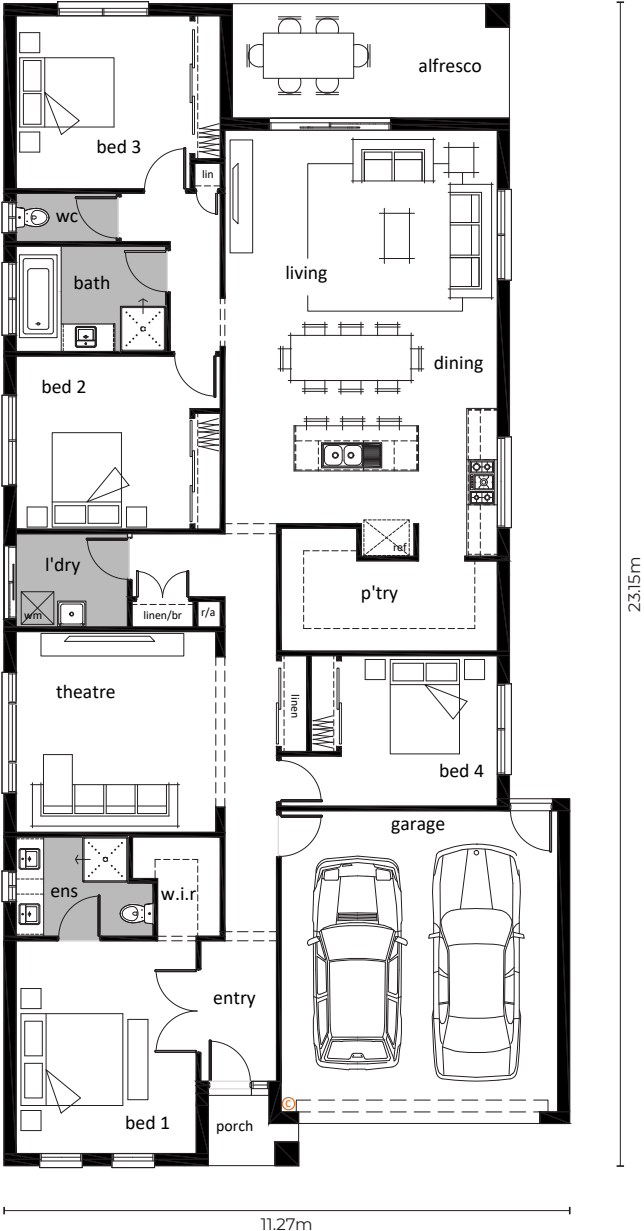 alfresco
bed 3
lin
wc
bath
living
dining
bed 2
l'dry
ref
p'try
wm
linen/br
r/a
theatre
linen
bed 4
garage
ens
w.i.r
entry
©
bed 1
porch
23.15m
11.27m